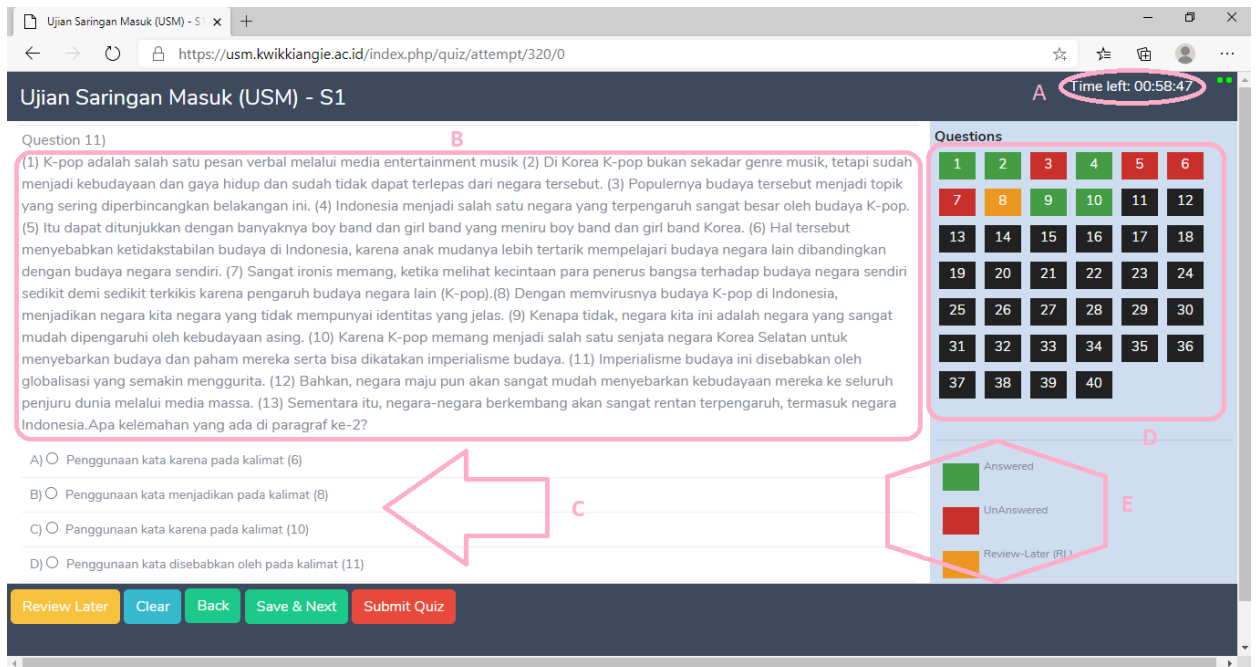 Ujian Saringan Masuk (USM) - S1
https://usm.kwikkiangie.ac.id/index.php/quiz/attempt/320/0
Ujian Saringan Masuk (USM) - S1
A
Time left: 00:58:47
Question 11)
B
(1) K-pop adalah salah satu pesan verbal melalui media entertainment musik (2) Di Korea K-pop bukan sekadar genre musik, tetapi sudah
menjadi kebudayaan dan gaya hidup dan sudah tidak dapat terlepas dari negara tersebut. (3) Populernya budaya tersebut menjadi topik
yang sering diperbincangkan belakangan ini. (4) Indonesia menjadi salah satu negara yang terpengaruh sangat besar oleh budaya K-pop.
(5) Itu dapat ditunjukkan dengan banyaknya boy band dan girl band yang meniru boy band dan girl band Korea. (6) Hal tersebut
menyebabkan ketidakstabilan budaya di Indonesia, karena anak mudanya lebih tertarik mempelajari budaya negara lain dibandingkan
dengan budaya negara sendiri. (7) Sangat ironis memang, ketika melihat kecintaan para penerus bangsa terhadap budaya negara sendiri
sedikit demi sedikit terkikis karena pengaruh budaya negara lain (K-pop).(8) Dengan memvirusnya budaya K-pop di Indonesia,
menjadikan negara kita negara yang tidak mempunyai identitas yang jelas. (9) Kenapa tidak, negara kita ini adalah negara yang sangat
mudah dipengaruhi oleh kebudayaan asing. (10) Karena K-pop memang menjadi salah satu senjata negara Korea Selatan untuk
menyebarkan budaya dan paham mereka serta bisa dikatakan imperialisme budaya. (11) Imperialisme budaya ini disebabkan oleh
globalisasi yang semakin menggurita. (12) Bahkan, negara maju pun akan sangat mudah menyebarkan kebudayaan mereka ke seluruh
penjuru dunia melalui media massa. (13) Sementara itu, negara-negara berkembang akan sangat rentan terpengaruh, termasuk negara
Indonesia.Apa kelemahan yang ada di paragraf ke-2?
A) Penggunaan kata karena pada kalimat (6)
B) Penggunaan kata menjadikan pada kalimat (8)
C) Panggunaan kata karena pada kalimat (10)
D) Penggunaan kata disebabkan oleh pada kalimat (11)
C
Questions
1 2 3 4 5 6
7 8 9 10 11 12
13 14 15 16 17 18
19 20 21 22 23 24
25 26 27 28 29 30
31 32 33 34 35 36
37 38 39 40
D
Answered
UnAnswered
Review-Later (RL)
E
Review Later Clear Back Save & Next Submit Quiz